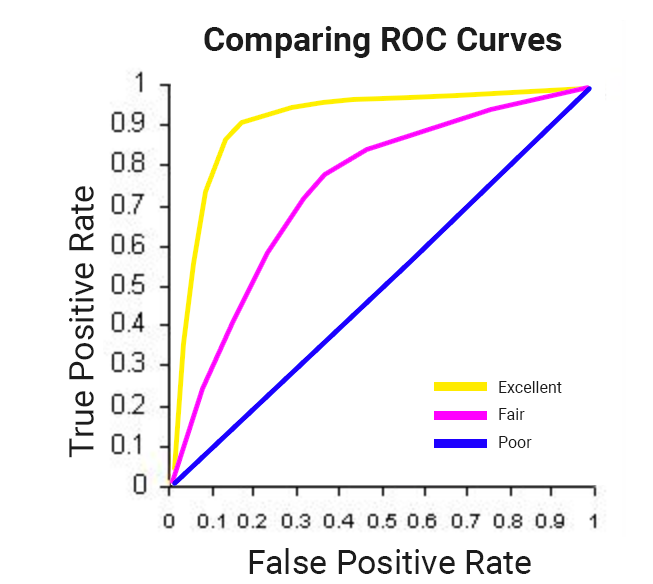 Comparing ROC Curves
True Positive Rate
1
0.9
0.8
0.7
0.6
0.5
0.4
0.3
0.2
0.1
0
Excellent
Fair
Poor
0 0.1 0.2 0.3 0.4 0.5 0.6 0.7 0.8 0.9 1
False Positive Rate